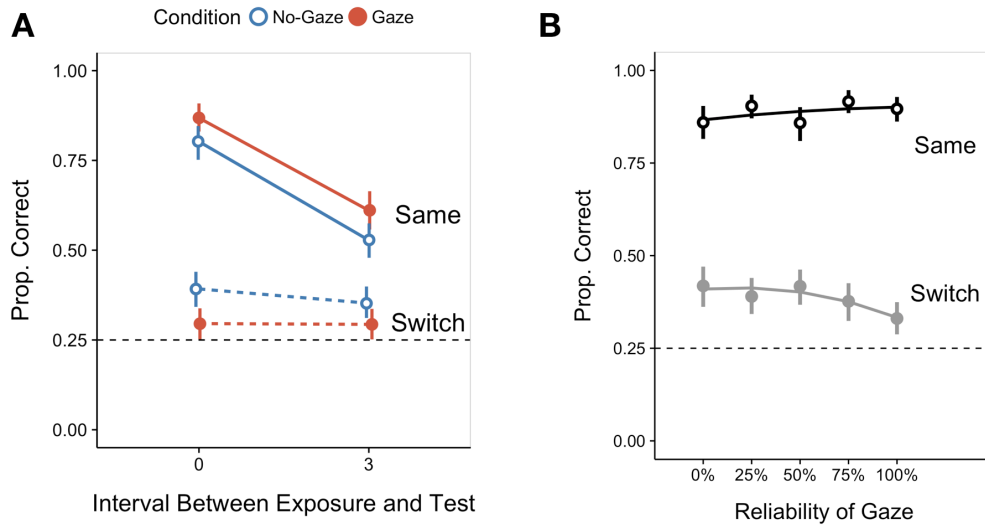 A
Condition No-Gaze Gaze
1.00
0.75
0.50
0.25
0.00
Prop. Correct
Same
Switch
0 3
Interval Between Exposure and Test
B
1.00
0.75
0.50
0.25
0.00
Prop. Correct
Same
Switch
0% 25% 50% 75% 100%
Reliability of Gaze